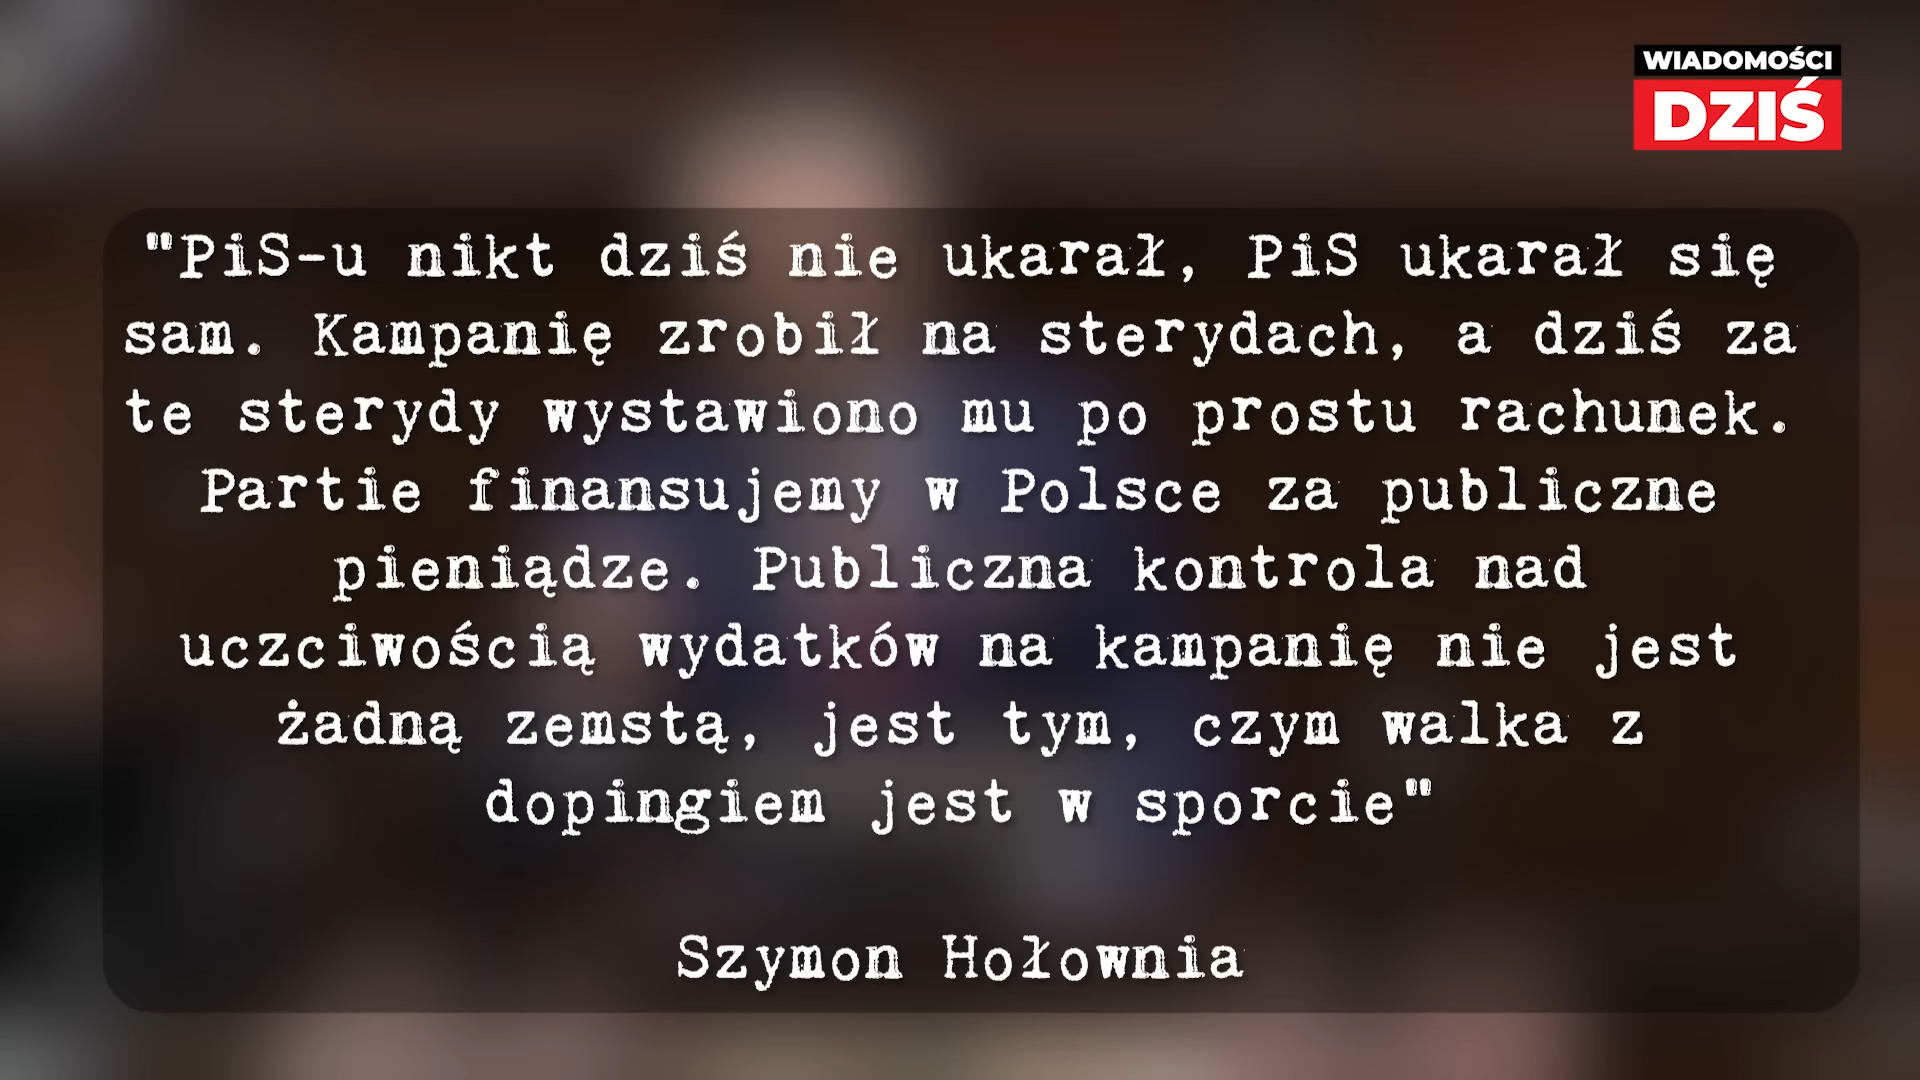 WIADOMOŚCI
DZIŚ
"PiS-u nikt dziś nie ukarał, PiS ukarał się
sam. Kampanię zrobił na sterydach, a dziś za
te sterydy wystawiono mu po prostu rachunek.
Partie finansujemy w Polsce za publiczne
pieniądze. Publiczna kontrola nad
uczciwością wydatków na kampanię nie jest
żadną zemstą, jest tym, czym walka z
dopingiem jest w sporcie"
Szymon Hołownia